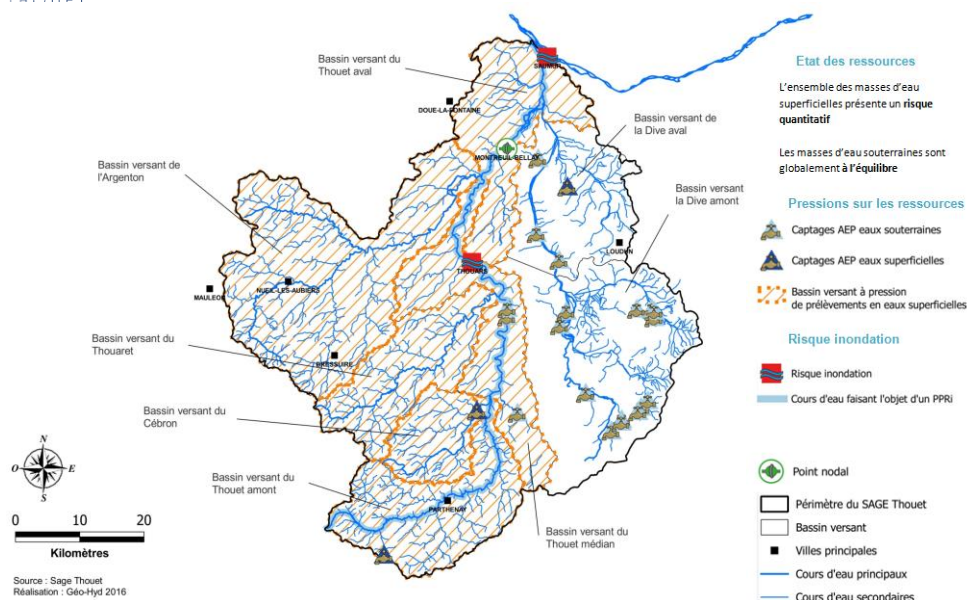 SAUMUR
Bassin versant du
Thouet aval
DOUE-LA-FONTAINE
Bassin versant de
la Dive aval
MONTREUIL-BELLAY
Bassin versant de
l'Argenton
Bassin versant
la Dive amont
LOUDUN
THOUARS
MAULEON
NUEIL-LES-AUBIERS
Bassin versant du
Thouaret
BRESSUIRE
Bassin versant du
Cébron
Bassin versant du
Thouet amont
PARTHENAY
Bassin versant du
Thouet médian
N
O
E
S
0 10 20
Kilomètres
Source : Sage Thouet
Réalisation : Géo-Hyd 2016
Etat des ressources
L'ensemble des masses d'eau
superficielles présente un risque
quantitatif
Les masses d'eau souterraines sont
globalement à l'équilibre
Pressions sur les ressources
Captages AEP eaux souterraines
Captages AEP eaux superficielles
Bassin versant à pression
de prélèvements en eaux superficielles
Risque inondation
Risque inondation
Cours d'eau faisant l'objet d'un PPRi
Point nodal
Périmètre du SAGE Thouet
Bassin versant
Villes principales
Cours d'eau principaux
Cours d'eau secondaires